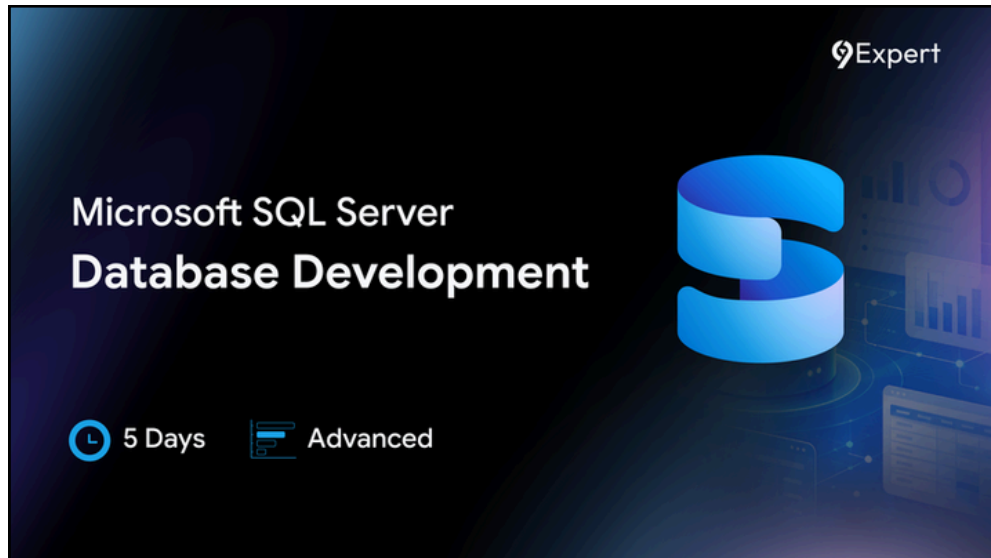 9Expert
Microsoft SQL Server
Database Development
5 Days
Advanced